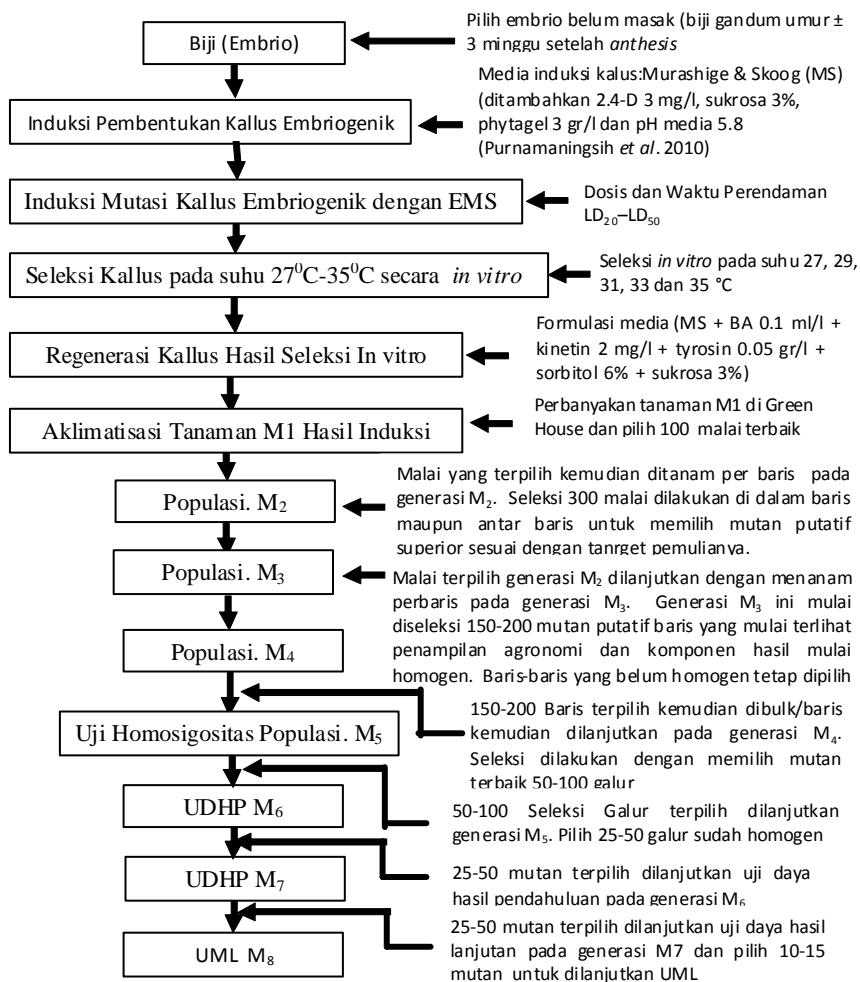 Biji (Embrio)
Pilih embrio belum masak (biji gandum umur ±
3 minggu setelah anthesis
Induksi Pembentukan Kallus Embriogenik
Media induksi kalus:Murashige & Skoog (MS)
(ditambahkan 2.4-D 3 mg/l, sukrosa 3%,
phytagel 3 gr/l dan pH media 5.8
(Purnamaningsih et al. 2010)
Induksi Mutasi Kallus Embriogenik dengan EMS
Dosis dan Waktu Perendaman
LD₂₀–LD₅₀
Seleksi Kallus pada suhu 27⁰C-35⁰C secara in vitro
Seleksi in vitro pada suhu 27, 29,
31, 33 dan 35 °C
Regenerasi Kallus Hasil Seleksi In vitro
Formulasi media (MS + BA 0.1 ml/l +
kinetin 2 mg/l + tyrosin 0.05 gr/l +
sorbitol 6% + sukrosa 3%)
Aklimatisasi Tanaman M1 Hasil Induksi
Perbanyakan tanaman M1 di Green
House dan pilih 100 malai terbaik
Populasi. M₂
Malai yang terpilih kemudian ditanam per baris pada
generasi M₂. Seleksi 300 malai dilakukan di dalam baris
maupun antar baris untuk memilih mutan putatif
superior sesuai dengan tanrget pemulianya.
Populasi. M₃
Malai terpilih generasi M₂ dilanjutkan dengan menanam
perbaris pada generasi M₃. Generasi M₃ ini mulai
diseleksi 150-200 mutan putatif baris yang mulai terlihat
penampilan agronomi dan komponen hasil mulai
homogen. Baris-baris yang belum homogen tetap dipilih
Populasi. M₄
150-200 Baris terpilih kemudian dibulk/baris
kemudian dilanjutkan pada generasi M₄.
Seleksi dilakukan dengan memilih mutan
terbaik 50-100 galur
Uji Homosigositas Populasi. M₅
50-100 Seleksi Galur terpilih dilanjutkan
generasi M₅. Pilih 25-50 galur sudah homogen
UDHP M₆
25-50 mutan terpilih dilanjutkan uji daya
hasil pendahuluan pada generasi M₆
UDHP M₇
25-50 mutan terpilih dilanjutkan uji daya hasil
lanjutan pada generasi M7 dan pilih 10-15
mutan untuk dilanjutkan UML
UML M₈